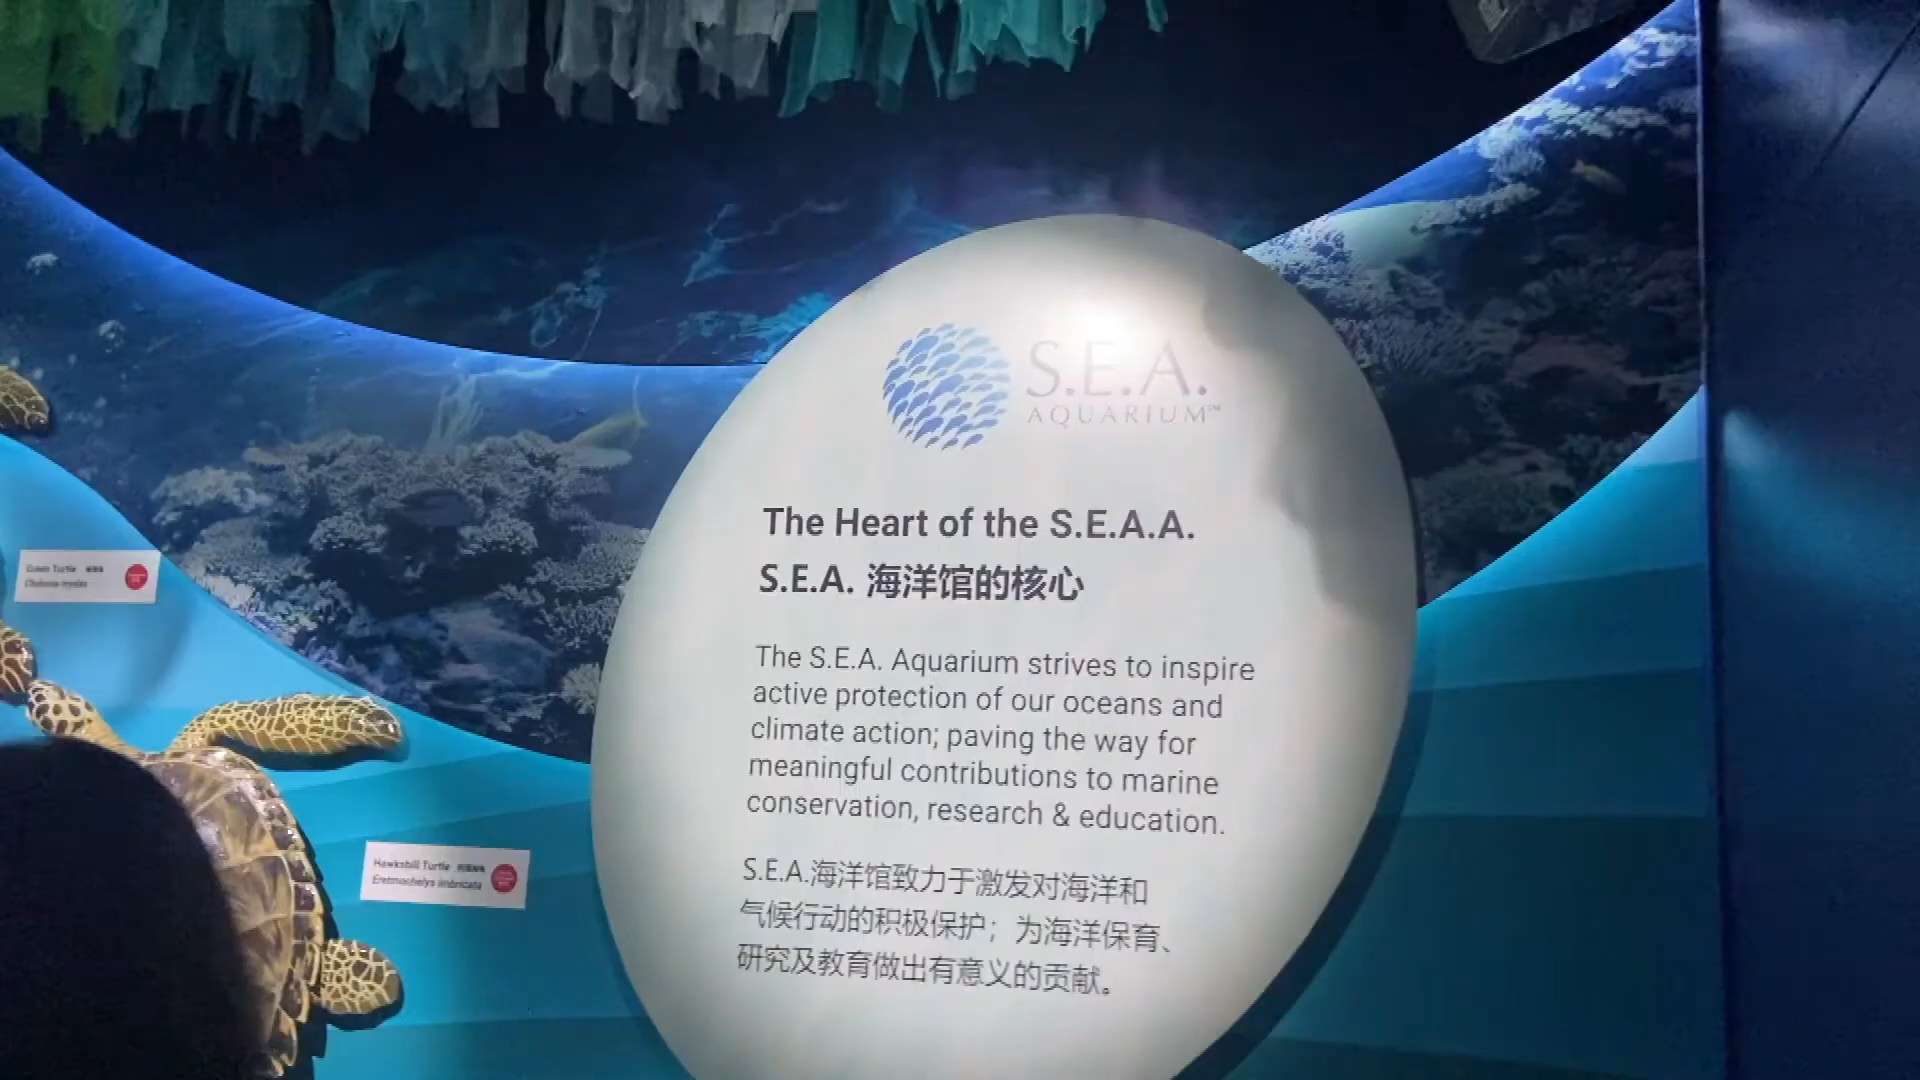 S.E.A.
AQUARIUM™
The Heart of the S.E.A.A.
S.E.A. 海洋馆的核心
The S.E.A. Aquarium strives to inspire
active protection of our oceans and
climate action; paving the way for
meaningful contributions to marine
conservation, research & education.
S.E.A.海洋馆致力于激发对海洋和
气候行动的积极保护；为海洋保育、
研究及教育做出有意义的贡献。
Green Turtle
Chelonia mydas
Hawksbill Turtle
Eretmochelys imbricata